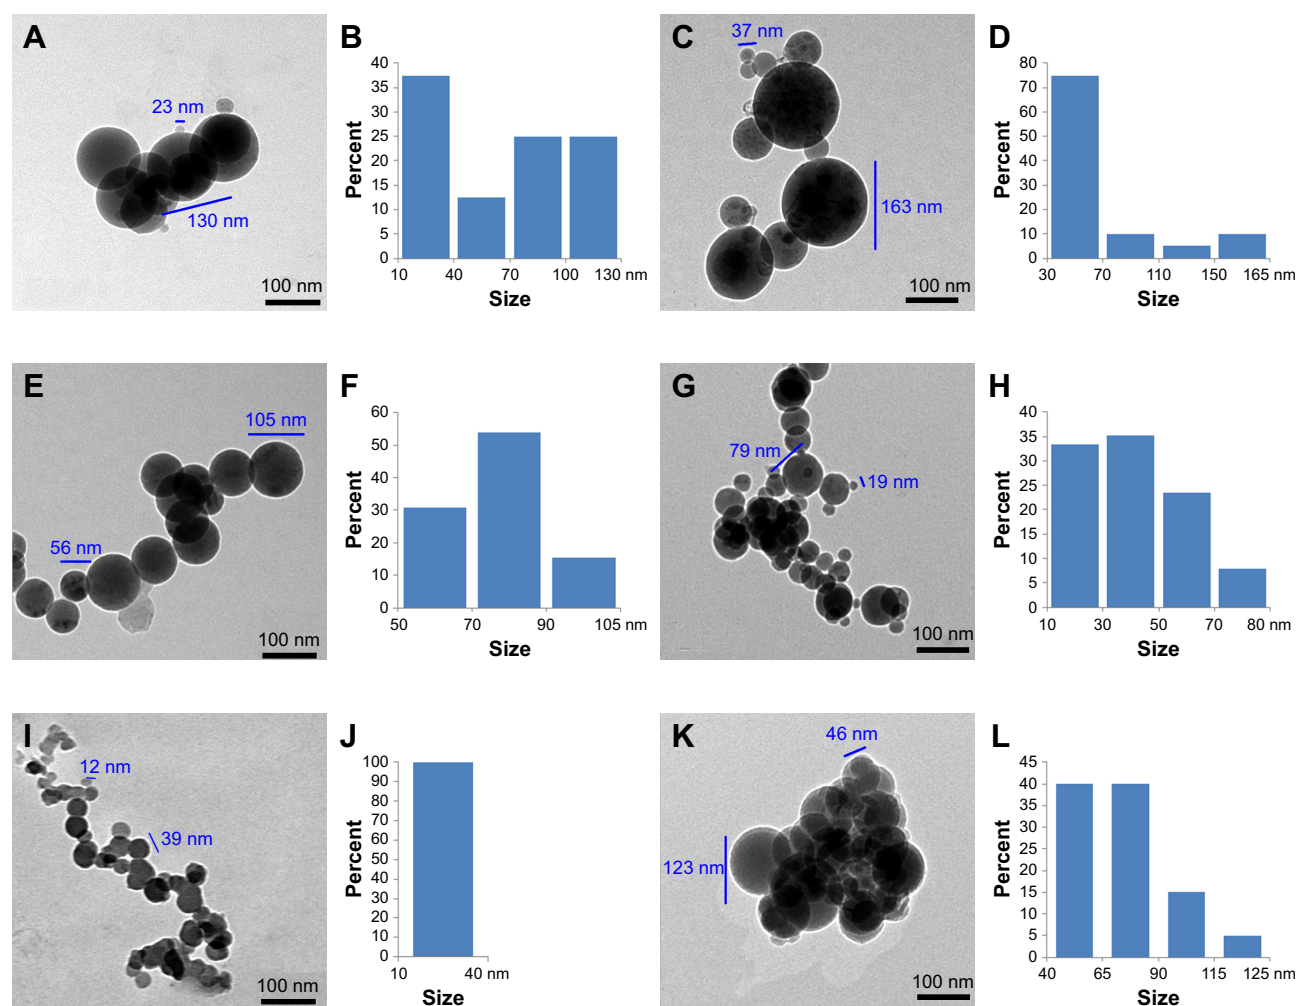 A
23 nm
130 nm
100 nm
B
40
35
30
25
20
15
10
5
0
Percent
10 40 70 100 130 nm
Size
C
37 nm
163 nm
100 nm
D
80
70
60
50
40
30
20
10
0
Percent
30 70 110 150 165 nm
Size
E
105 nm
56 nm
100 nm
F
60
50
40
30
20
10
0
Percent
50 70 90 105 nm
Size
G
79 nm
19 nm
100 nm
H
40
35
30
25
20
15
10
5
0
Percent
10 30 50 70 80 nm
Size
I
12 nm
39 nm
100 nm
J
100
90
80
70
60
50
40
30
20
10
0
Percent
10 40 nm
Size
K
46 nm
123 nm
100 nm
L
45
40
35
30
25
20
15
10
5
0
Percent
40 65 90 115 125 nm
Size